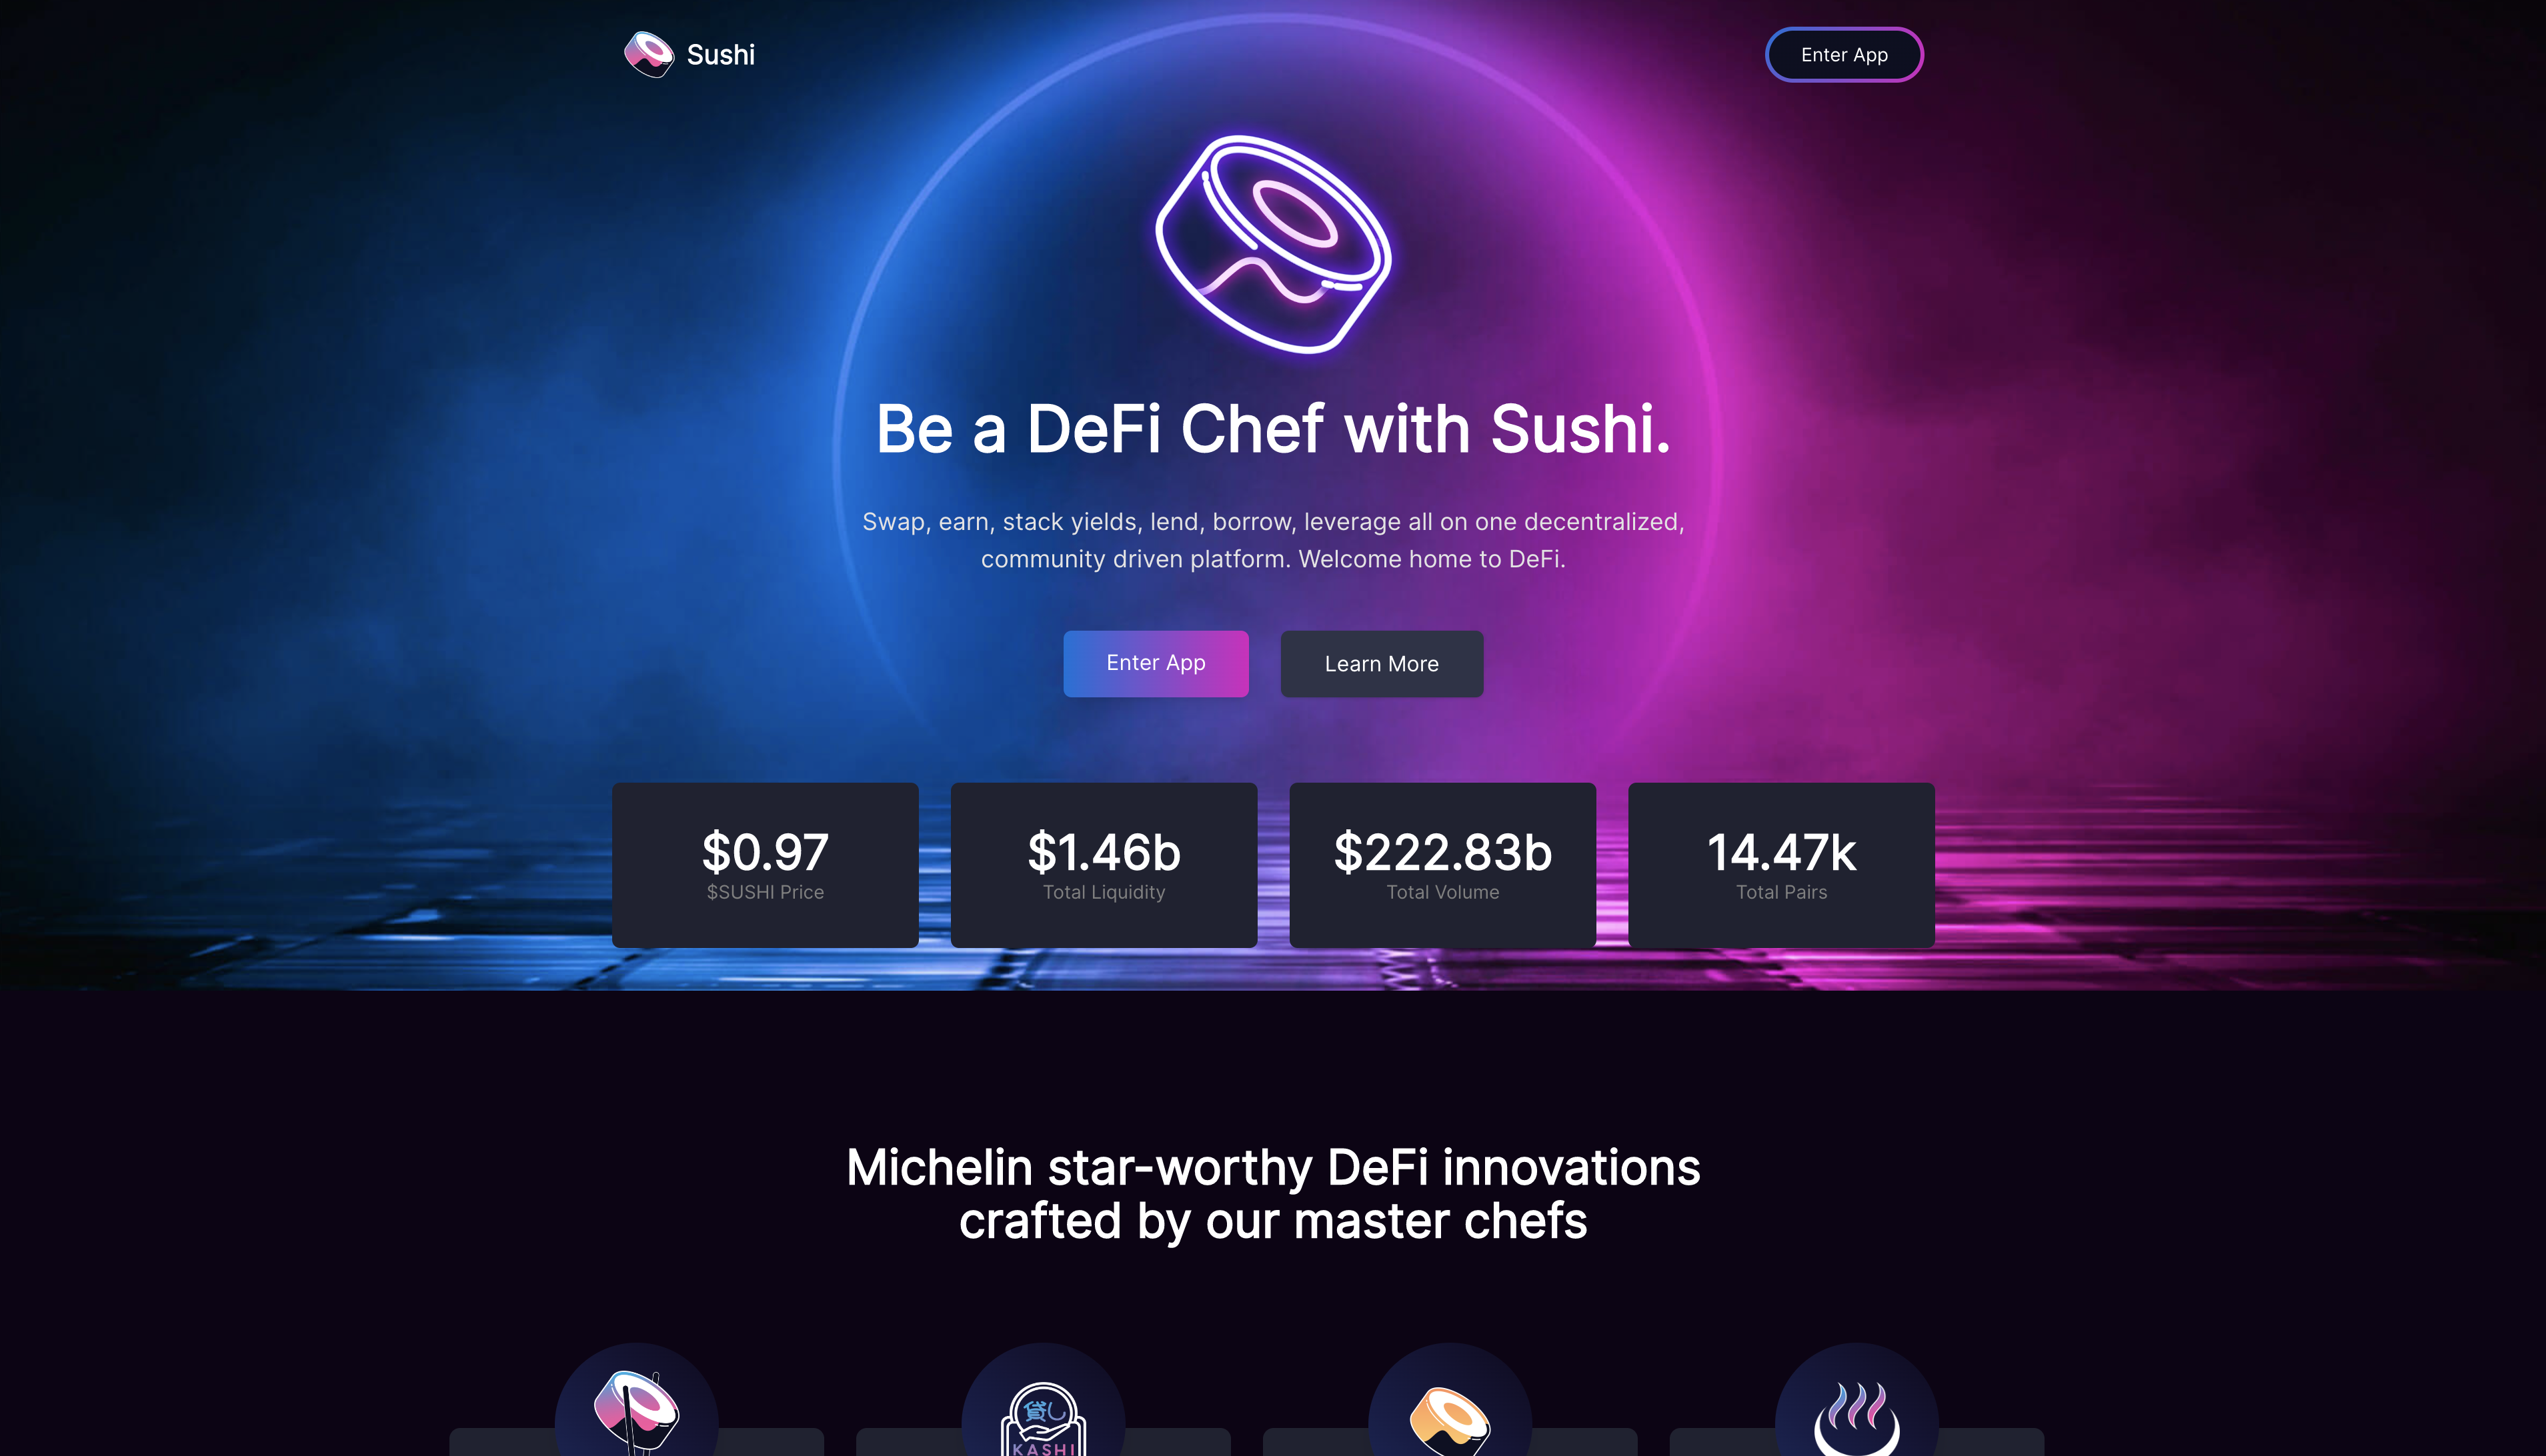 Sushi
Enter App
Be a DeFi Chef with Sushi.
Swap, earn, stack yields, lend, borrow, leverage all on one decentralized,
community driven platform. Welcome home to DeFi.
Enter App
Learn More
$0.97
$SUSHI Price
$1.46b
Total Liquidity
$222.83b
Total Volume
14.47k
Total Pairs
Michelin star-worthy DeFi innovations
crafted by our master chefs
貸し
KASHI